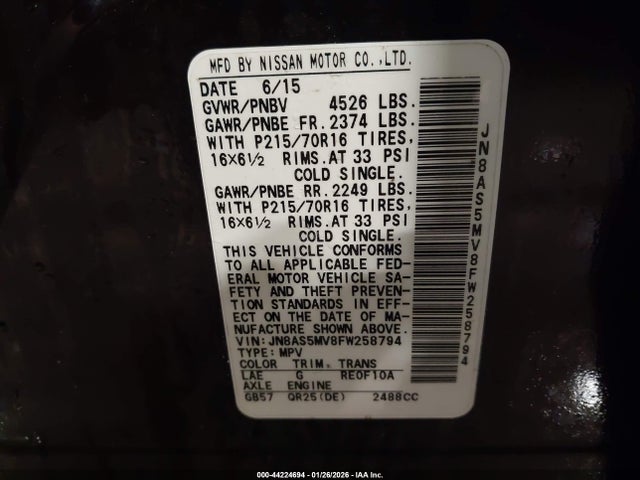 MFD BY NISSAN MOTOR CO.,LTD.
DATE 6/15
GVWR/PNBV 4526 LBS.
GAWR/PNBE FR. 2374 LBS.
WITH P215/70R16 TIRES,
16X6½ RIMS. AT 33 PSI
COLD SINGLE.
GAWR/PNBE RR. 2249 LBS.
WITH P215/70R16 TIRES,
16X6½ RIMS. AT 33 PSI
COLD SINGLE.
THIS VEHICLE CONFORMS
TO ALL APPLICABLE FED-
ERAL MOTOR VEHICLE SA-
FETY AND THEFT PREVEN-
TION STANDARDS IN EFF-
ECT ON THE DATE OF MA-
NUFACTURE SHOWN ABOVE.
VIN: JN8AS5MV8FW258794
TYPE: MPV
COLOR TRIM, TRANS
LAE G RE0F10A
AXLE ENGINE
GB57 QR25(DE) 2488CC
JN8AS5MV8FW258794
000-44224694 - 01/26/2026 - IAA Inc.